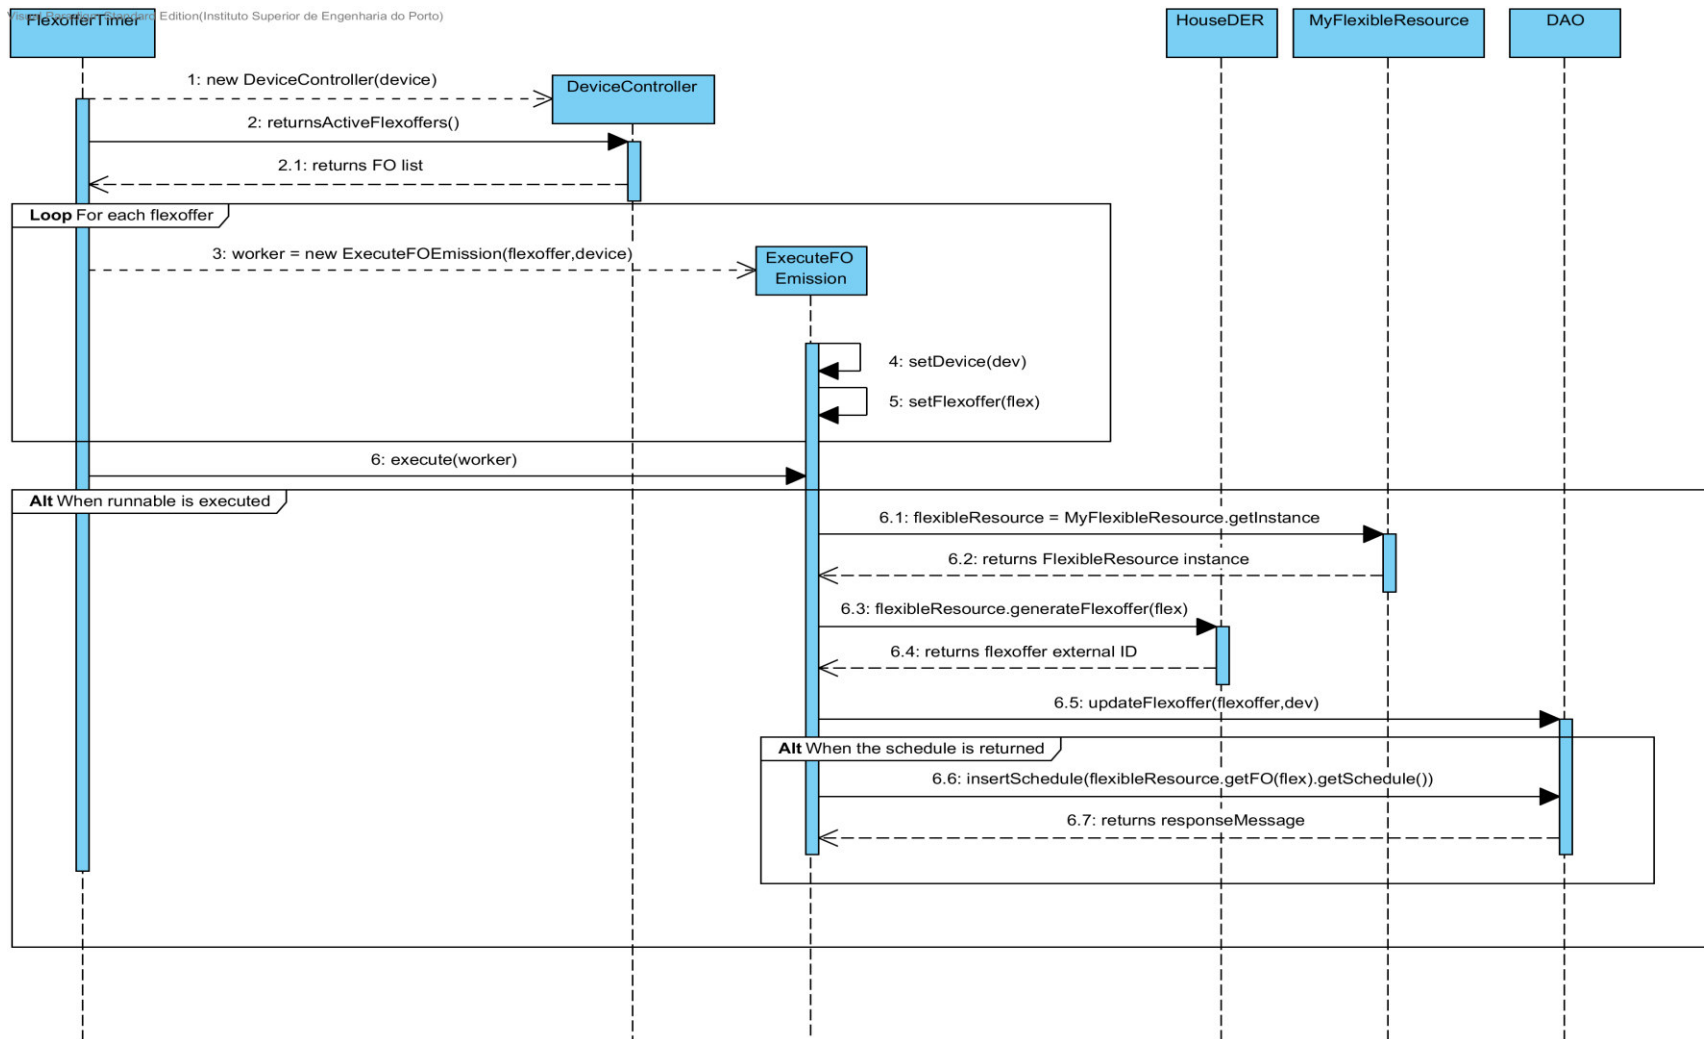 Visual Paradigm Standard Edition(Instituto Superior de Engenharia do Porto)
FlexofferTimer
HouseDER
MyFlexibleResource
DAO
1: new DeviceController(device)
DeviceController
2: returnsActiveFlexoffers()
2.1: returns FO list
Loop For each flexoffer
3: worker = new ExecuteFOEmission(flexoffer,device)
ExecuteFO
Emission
4: setDevice(dev)
5: setFlexoffer(flex)
6: execute(worker)
Alt When runnable is executed
6.1: flexibleResource = MyFlexibleResource.getInstance
6.2: returns FlexibleResource instance
6.3: flexibleResource.generateFlexoffer(flex)
6.4: returns flexoffer external ID
6.5: updateFlexoffer(flexoffer,dev)
Alt When the schedule is returned
6.6: insertSchedule(flexibleResource.getFO(flex).getSchedule())
6.7: returns responseMessage